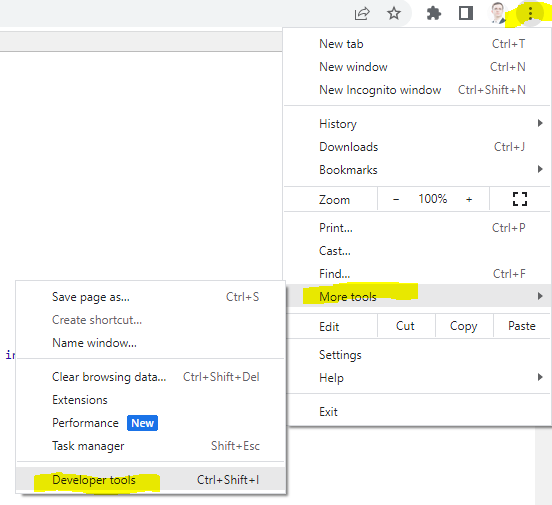 New tab Ctrl+T
New window Ctrl+N
New Incognito window Ctrl+Shift+N
History
Downloads Ctrl+J
Bookmarks
Zoom − 100% +
Print... Ctrl+P
Cast...
Find... Ctrl+F
More tools
Edit Cut Copy Paste
Settings
Help
Exit
Save page as... Ctrl+S
Create shortcut...
Name window...
in
Clear browsing data... Ctrl+Shift+Del
Extensions
Performance New
Task manager Shift+Esc
Developer tools Ctrl+Shift+I